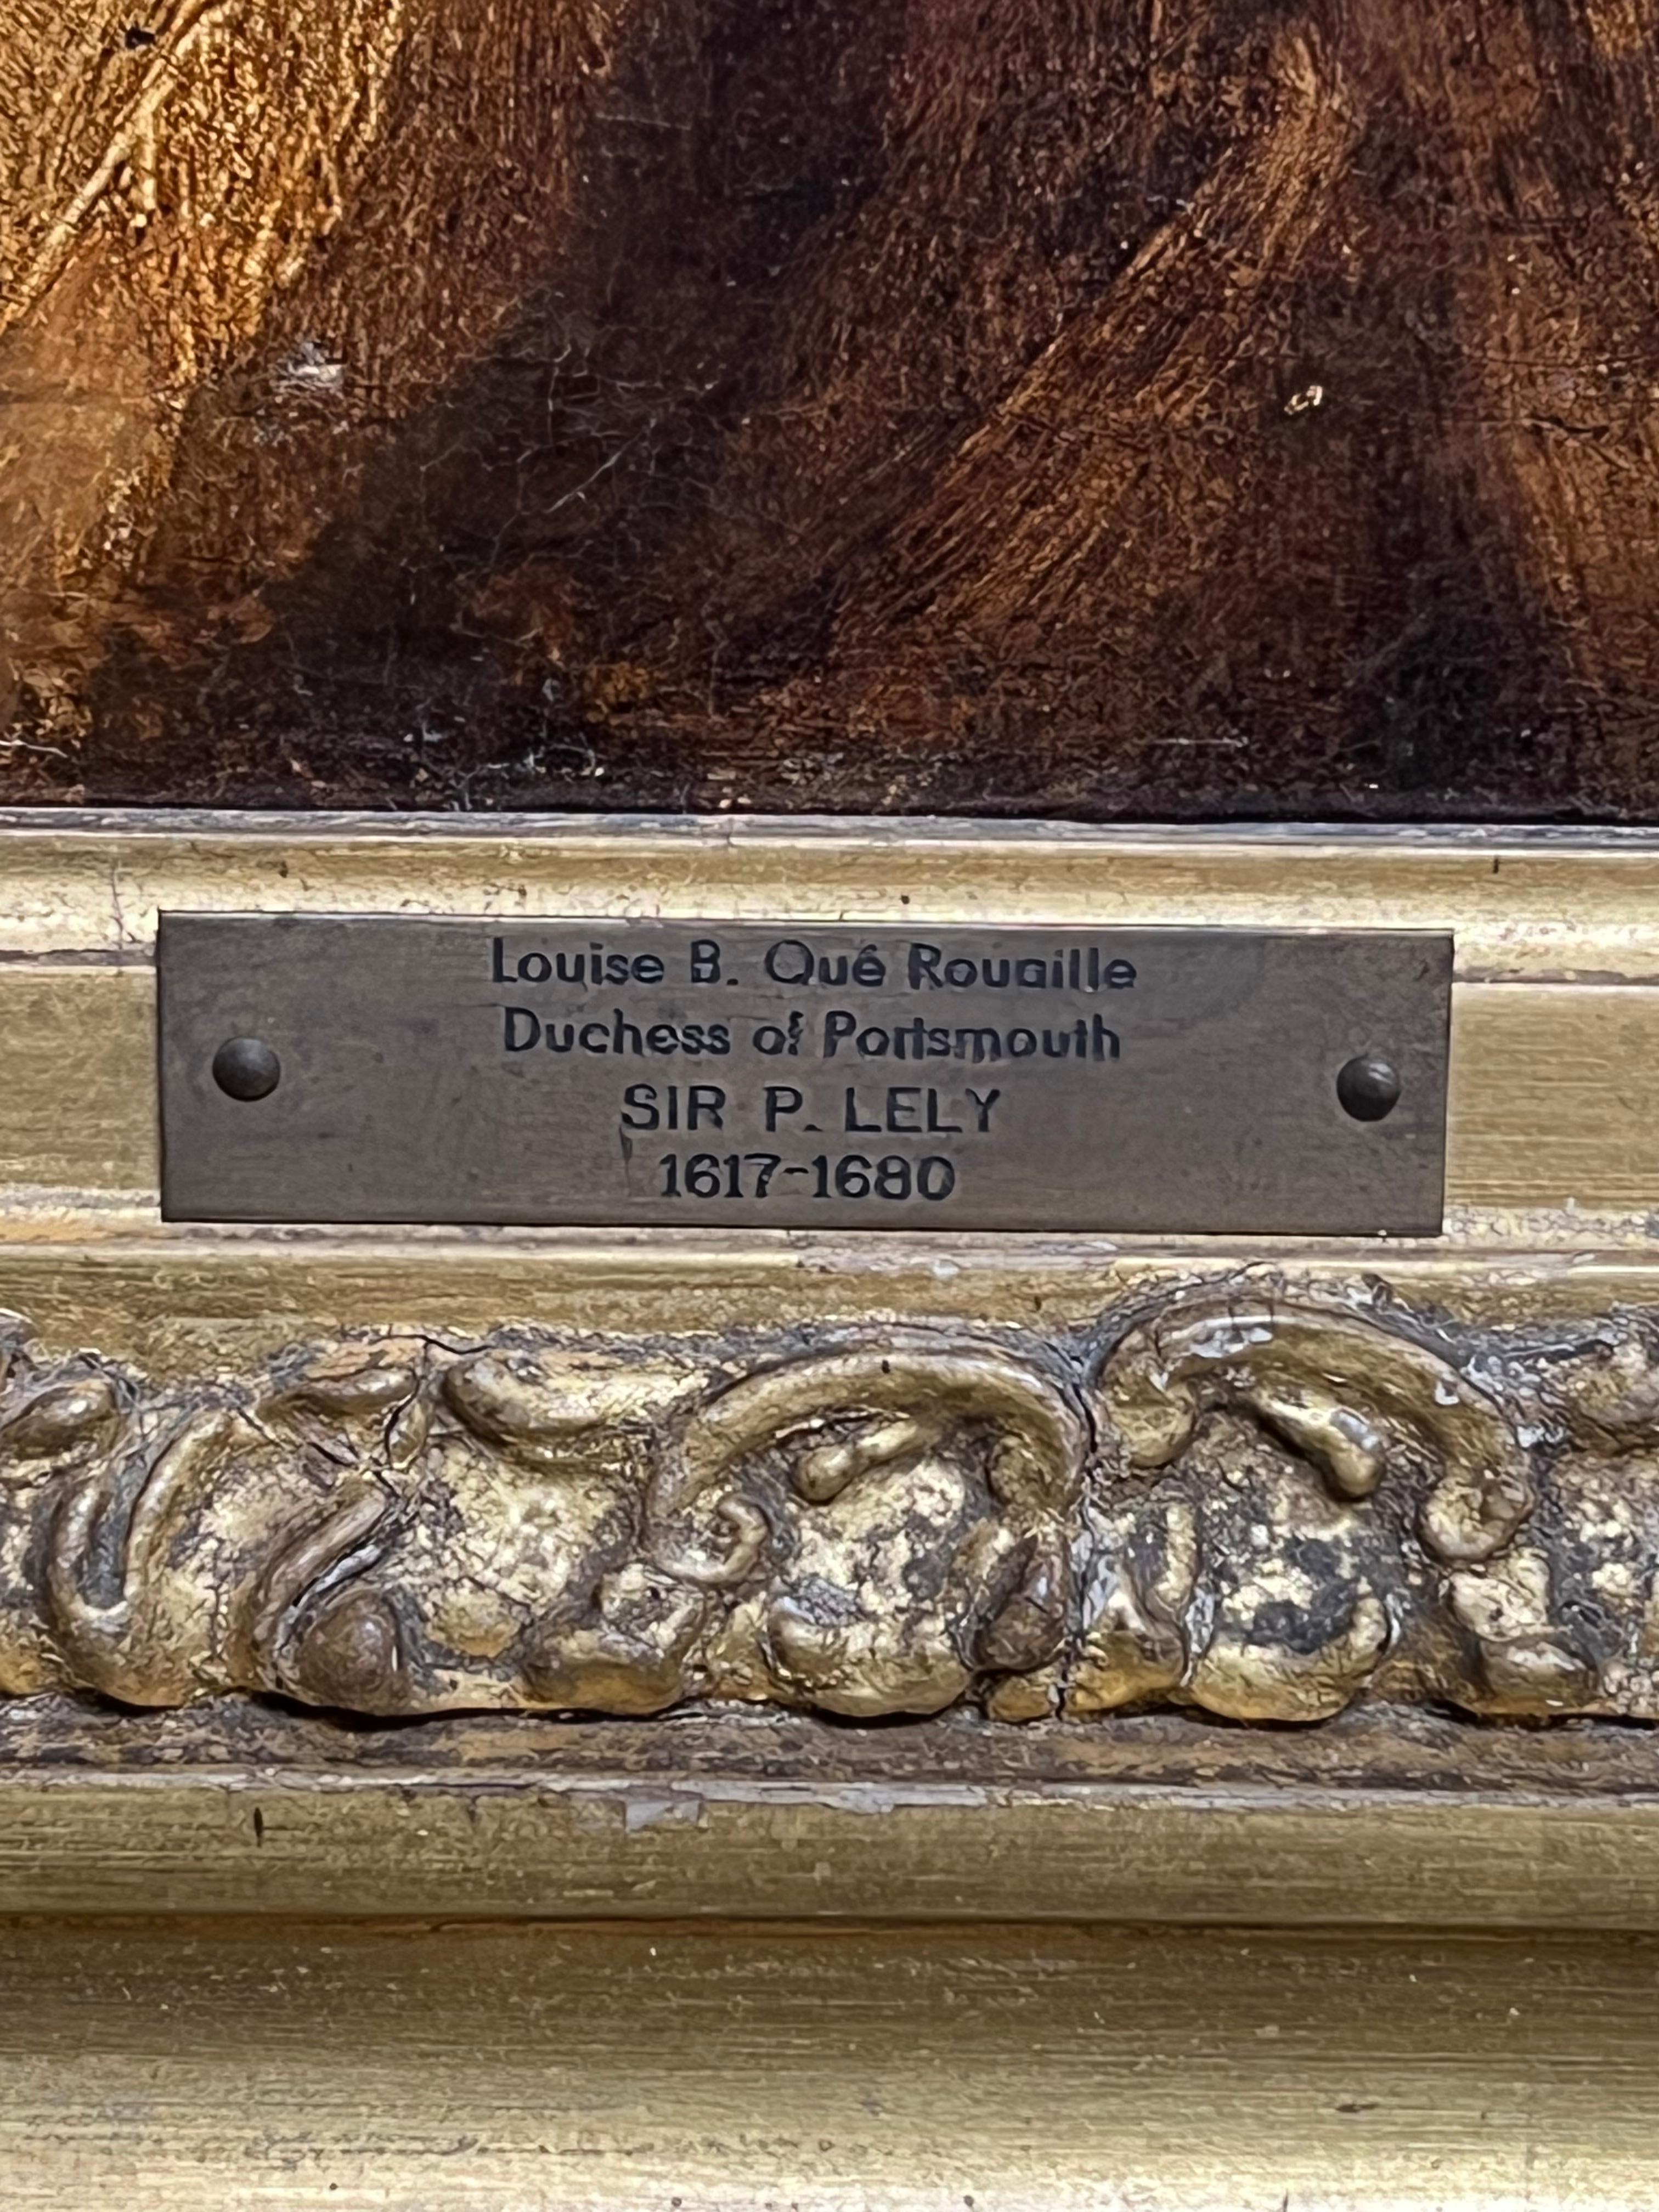 Louise B. Qué Rouaille
Duchess of Portsmouth
SIR P. LELY
1617-1680